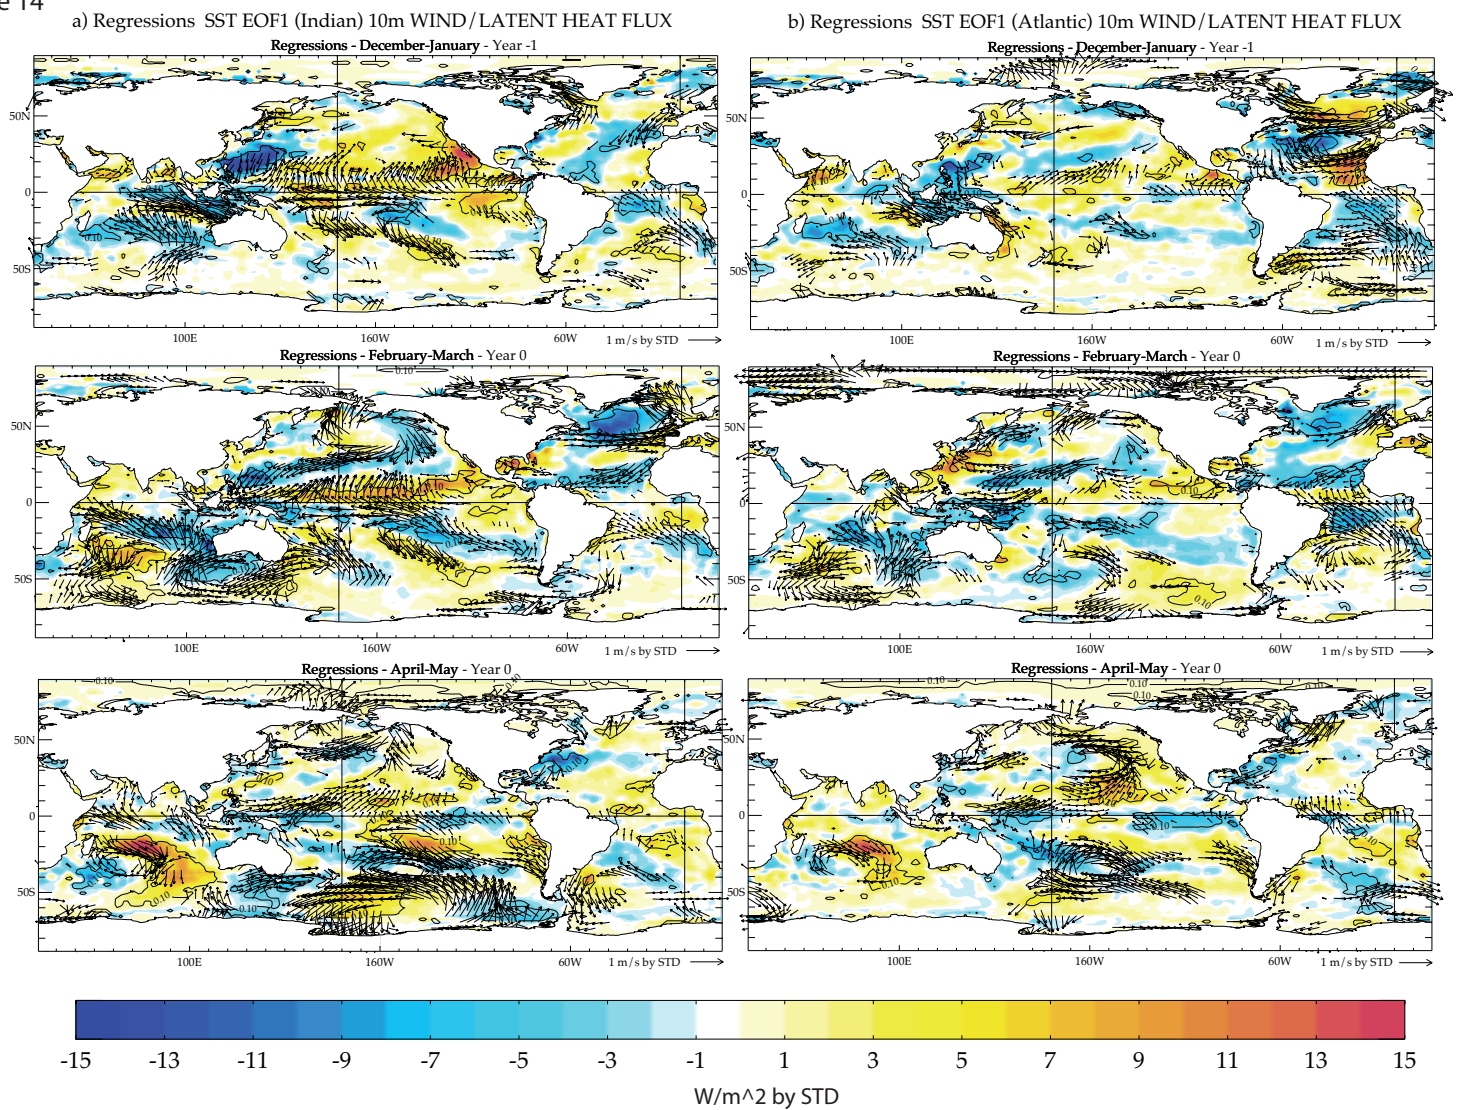 e 14
a) Regressions SST EOF1 (Indian) 10m WIND/LATENT HEAT FLUX
b) Regressions SST EOF1 (Atlantic) 10m WIND/LATENT HEAT FLUX
Regressions - December-January - Year -1
50N
0
50S
100E 160W 60W 1 m/s by STD
Regressions - December-January - Year -1
50N
0
50S
100E 160W 60W 1 m/s by STD
Regressions - February-March - Year 0
50N
0
50S
100E 160W 60W 1 m/s by STD
Regressions - February-March - Year 0
50N
0
50S
100E 160W 60W 1 m/s by STD
Regressions - April-May - Year 0
50N
0
50S
100E 160W 60W 1 m/s by STD
Regressions - April-May - Year 0
50N
0
50S
100E 160W 60W 1 m/s by STD
-15 -13 -11 -9 -7 -5 -3 -1 1 3 5 7 9 11 13 15
W/m^2 by STD